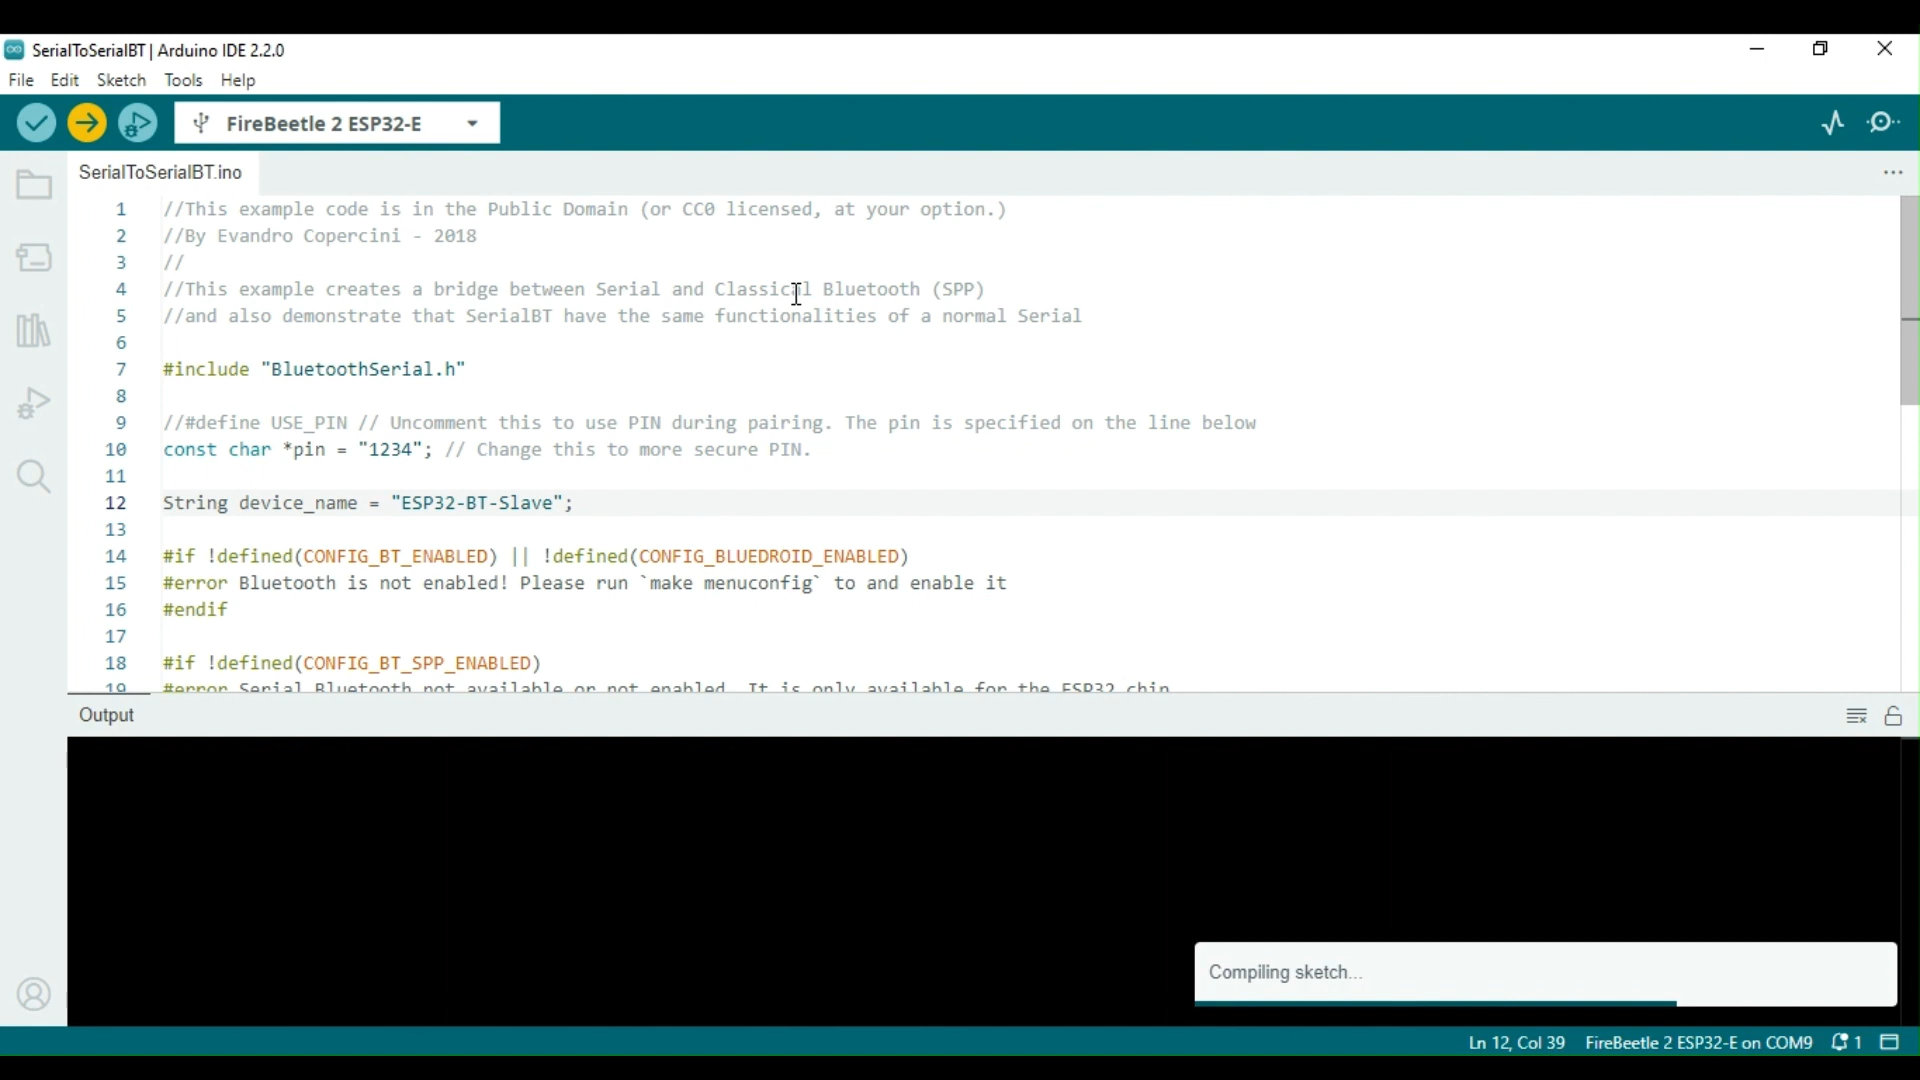 SerialToSerialBT | Arduino IDE 2.2.0
File Edit Sketch Tools Help
FireBeetle 2 ESP32-E
SerialToSerialBT.ino
1 //This example code is in the Public Domain (or CC0 licensed, at your option.)
2 //By Evandro Copercini - 2018
3 //
4 //This example creates a bridge between Serial and Classical Bluetooth (SPP)
5 //and also demonstrate that SerialBT have the same functionalities of a normal Serial
6
7 #include "BluetoothSerial.h"
8
9 //#define USE_PIN // Uncomment this to use PIN during pairing. The pin is specified on the line below
10 const char *pin = "1234"; // Change this to more secure PIN.
11
12 String device_name = "ESP32-BT-Slave";
13
14 #if !defined(CONFIG_BT_ENABLED) || !defined(CONFIG_BLUEDROID_ENABLED)
15 #error Bluetooth is not enabled! Please run `make menuconfig` to and enable it
16 #endif
17
18 #if !defined(CONFIG_BT_SPP_ENABLED)
19 #error Serial Bluetooth not available or not enabled. It is only available for the ESP32 chip.
Output
Compiling sketch...
Ln 12, Col 39 FireBeetle 2 ESP32-E on COM9 1